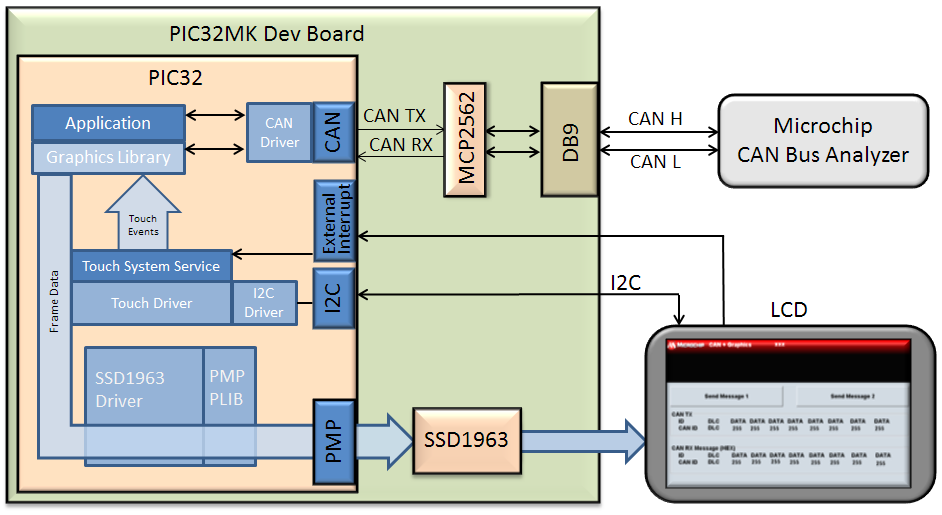 PIC32MK Dev Board
PIC32
Application
Graphics Library
CAN
Driver
CAN
CAN TX
CAN RX
MCP2562
DB9
CAN H
CAN L
Microchip
CAN Bus Analyzer
Touch
Events
External
Interrupt
Touch System Service
Touch Driver
I2C
Driver
I2C
I2C
Frame Data
LCD
SSD1963
Driver
PMP
PLIB
PMP
SSD1963
MICROCHIP CAN + Graphics
Send Message 1
Send Message 2
CAN TX
ID DLC DATA DATA DATA DATA DATA DATA DATA DATA
CAN ID DLC 255 255 255 255 255 255 255 255
CAN RX Message (HEX)
ID DLC DATA DATA DATA DATA DATA DATA DATA DATA
CAN ID DLC 255 255 255 255 255 255 255 255